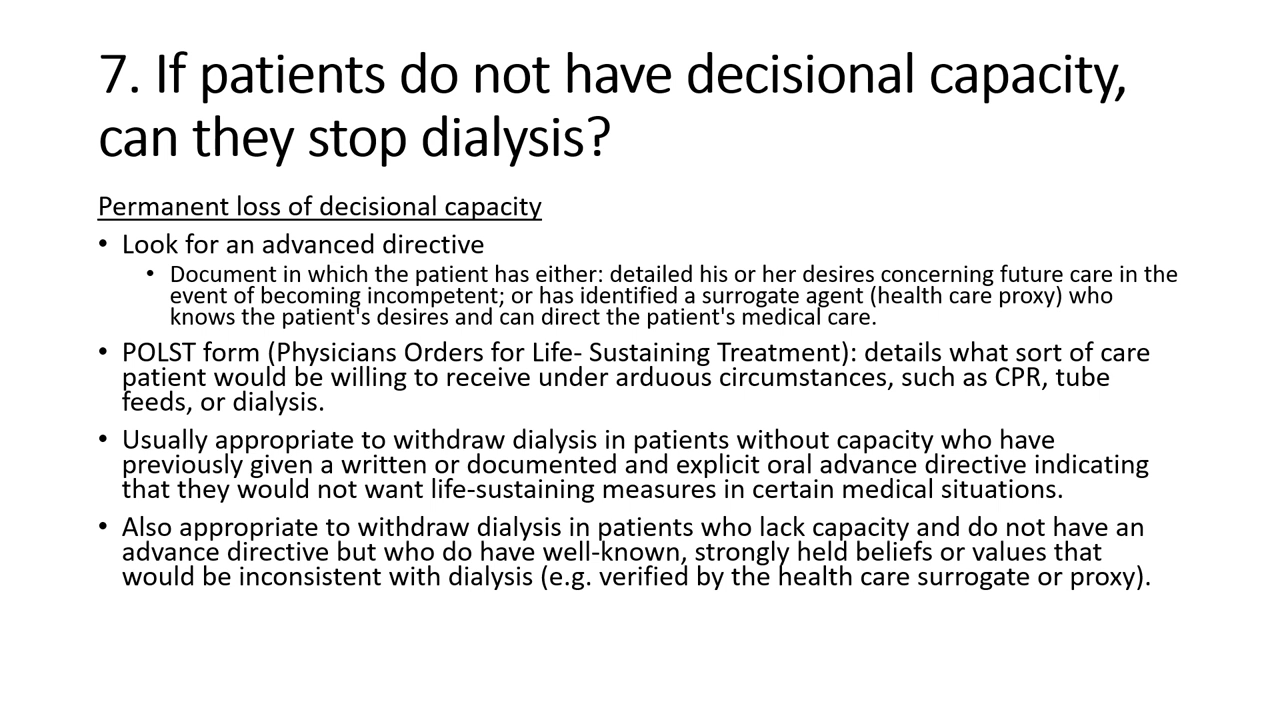 7. If patients do not have decisional capacity,
can they stop dialysis?
Permanent loss of decisional capacity
• Look for an advanced directive
• Document in which the patient has either: detailed his or her desires concerning future care in the
event of becoming incompetent; or has identified a surrogate agent (health care proxy) who
knows the patient's desires and can direct the patient's medical care.
• POLST form (Physicians Orders for Life- Sustaining Treatment): details what sort of care
patient would be willing to receive under arduous circumstances, such as CPR, tube
feeds, or dialysis.
• Usually appropriate to withdraw dialysis in patients without capacity who have
previously given a written or documented and explicit oral advance directive indicating
that they would not want life-sustaining measures in certain medical situations.
• Also appropriate to withdraw dialysis in patients who lack capacity and do not have an
advance directive but who do have well-known, strongly held beliefs or values that
would be inconsistent with dialysis (e.g. verified by the health care surrogate or proxy).